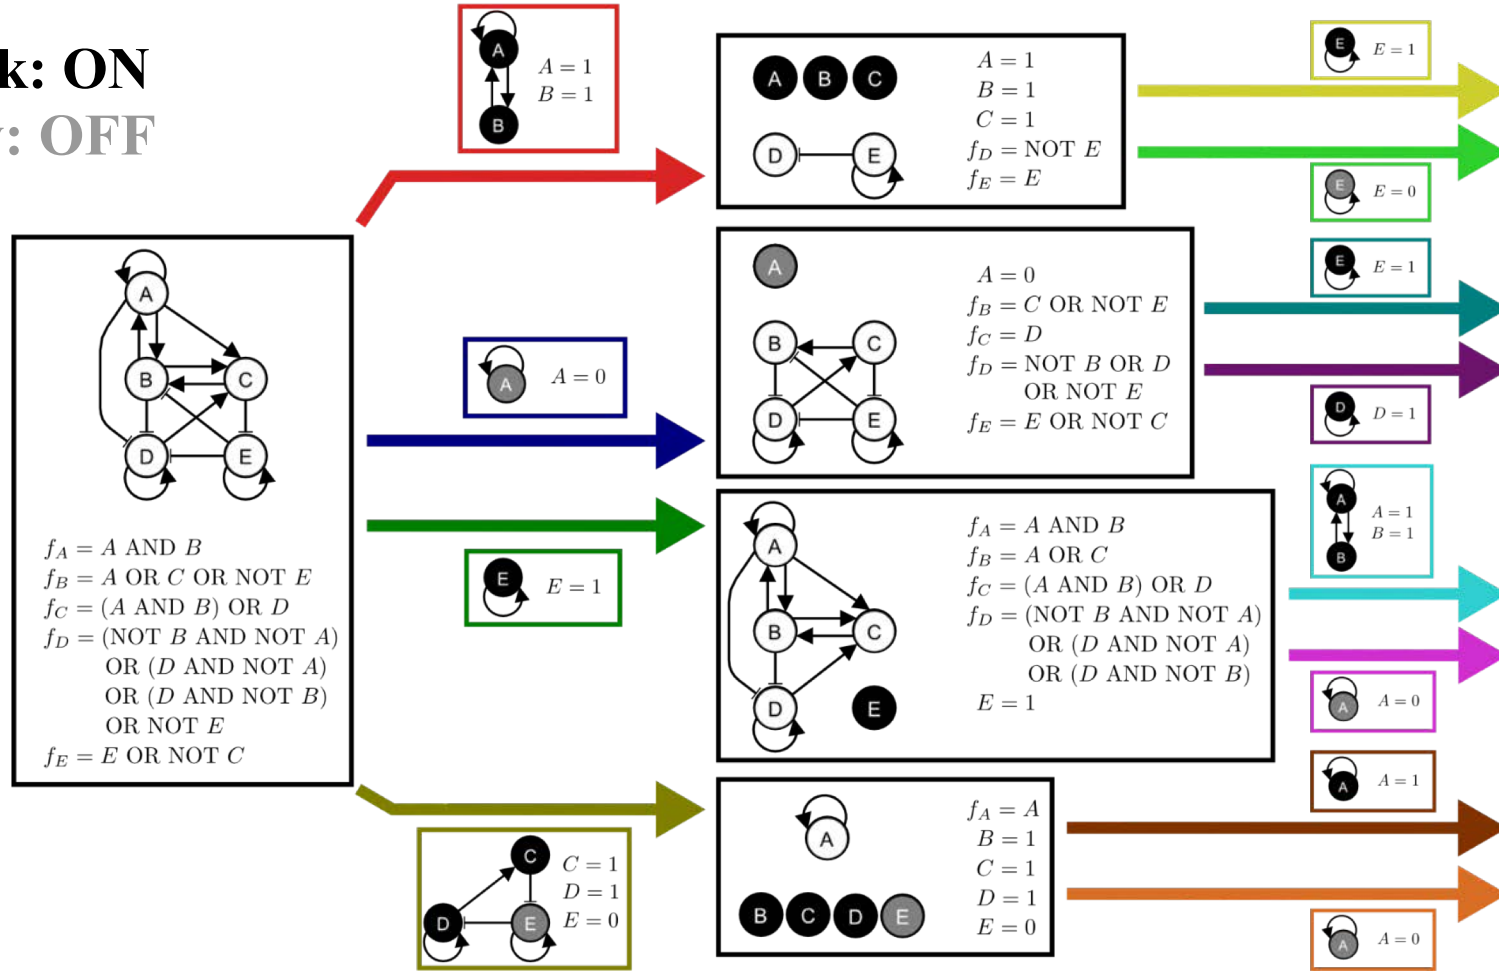 k: ON
: OFF
A
B
A = 1
B = 1
A B C
D E
A = 1
B = 1
C = 1
f_D = NOT E
f_E = E
E
E = 1
E
E = 0
A
B C
D E
f_A = A AND B
f_B = A OR C OR NOT E
f_C = (A AND B) OR D
f_D = (NOT B AND NOT A)
OR (D AND NOT A)
OR (D AND NOT B)
OR NOT E
f_E = E OR NOT C
A
A = 0
A
B C
D E
A = 0
f_B = C OR NOT E
f_C = D
f_D = NOT B OR D
OR NOT E
f_E = E OR NOT C
E
E = 1
D
D = 1
E
E = 1
A
B C
D E
f_A = A AND B
f_B = A OR C
f_C = (A AND B) OR D
f_D = (NOT B AND NOT A)
OR (D AND NOT A)
OR (D AND NOT B)
E = 1
A
B
A = 1
B = 1
A
A = 0
C
D E
C = 1
D = 1
E = 0
A
B C D E
f_A = A
B = 1
C = 1
D = 1
E = 0
A
A = 1
A
A = 0